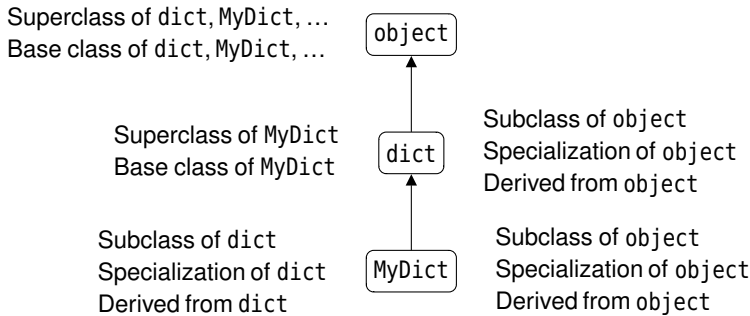 Superclass of dict, MyDict, …
Base class of dict, MyDict, …
object
Superclass of MyDict
Base class of MyDict
dict
Subclass of object
Specialization of object
Derived from object
Subclass of dict
Specialization of dict
Derived from dict
MyDict
Subclass of object
Specialization of object
Derived from object